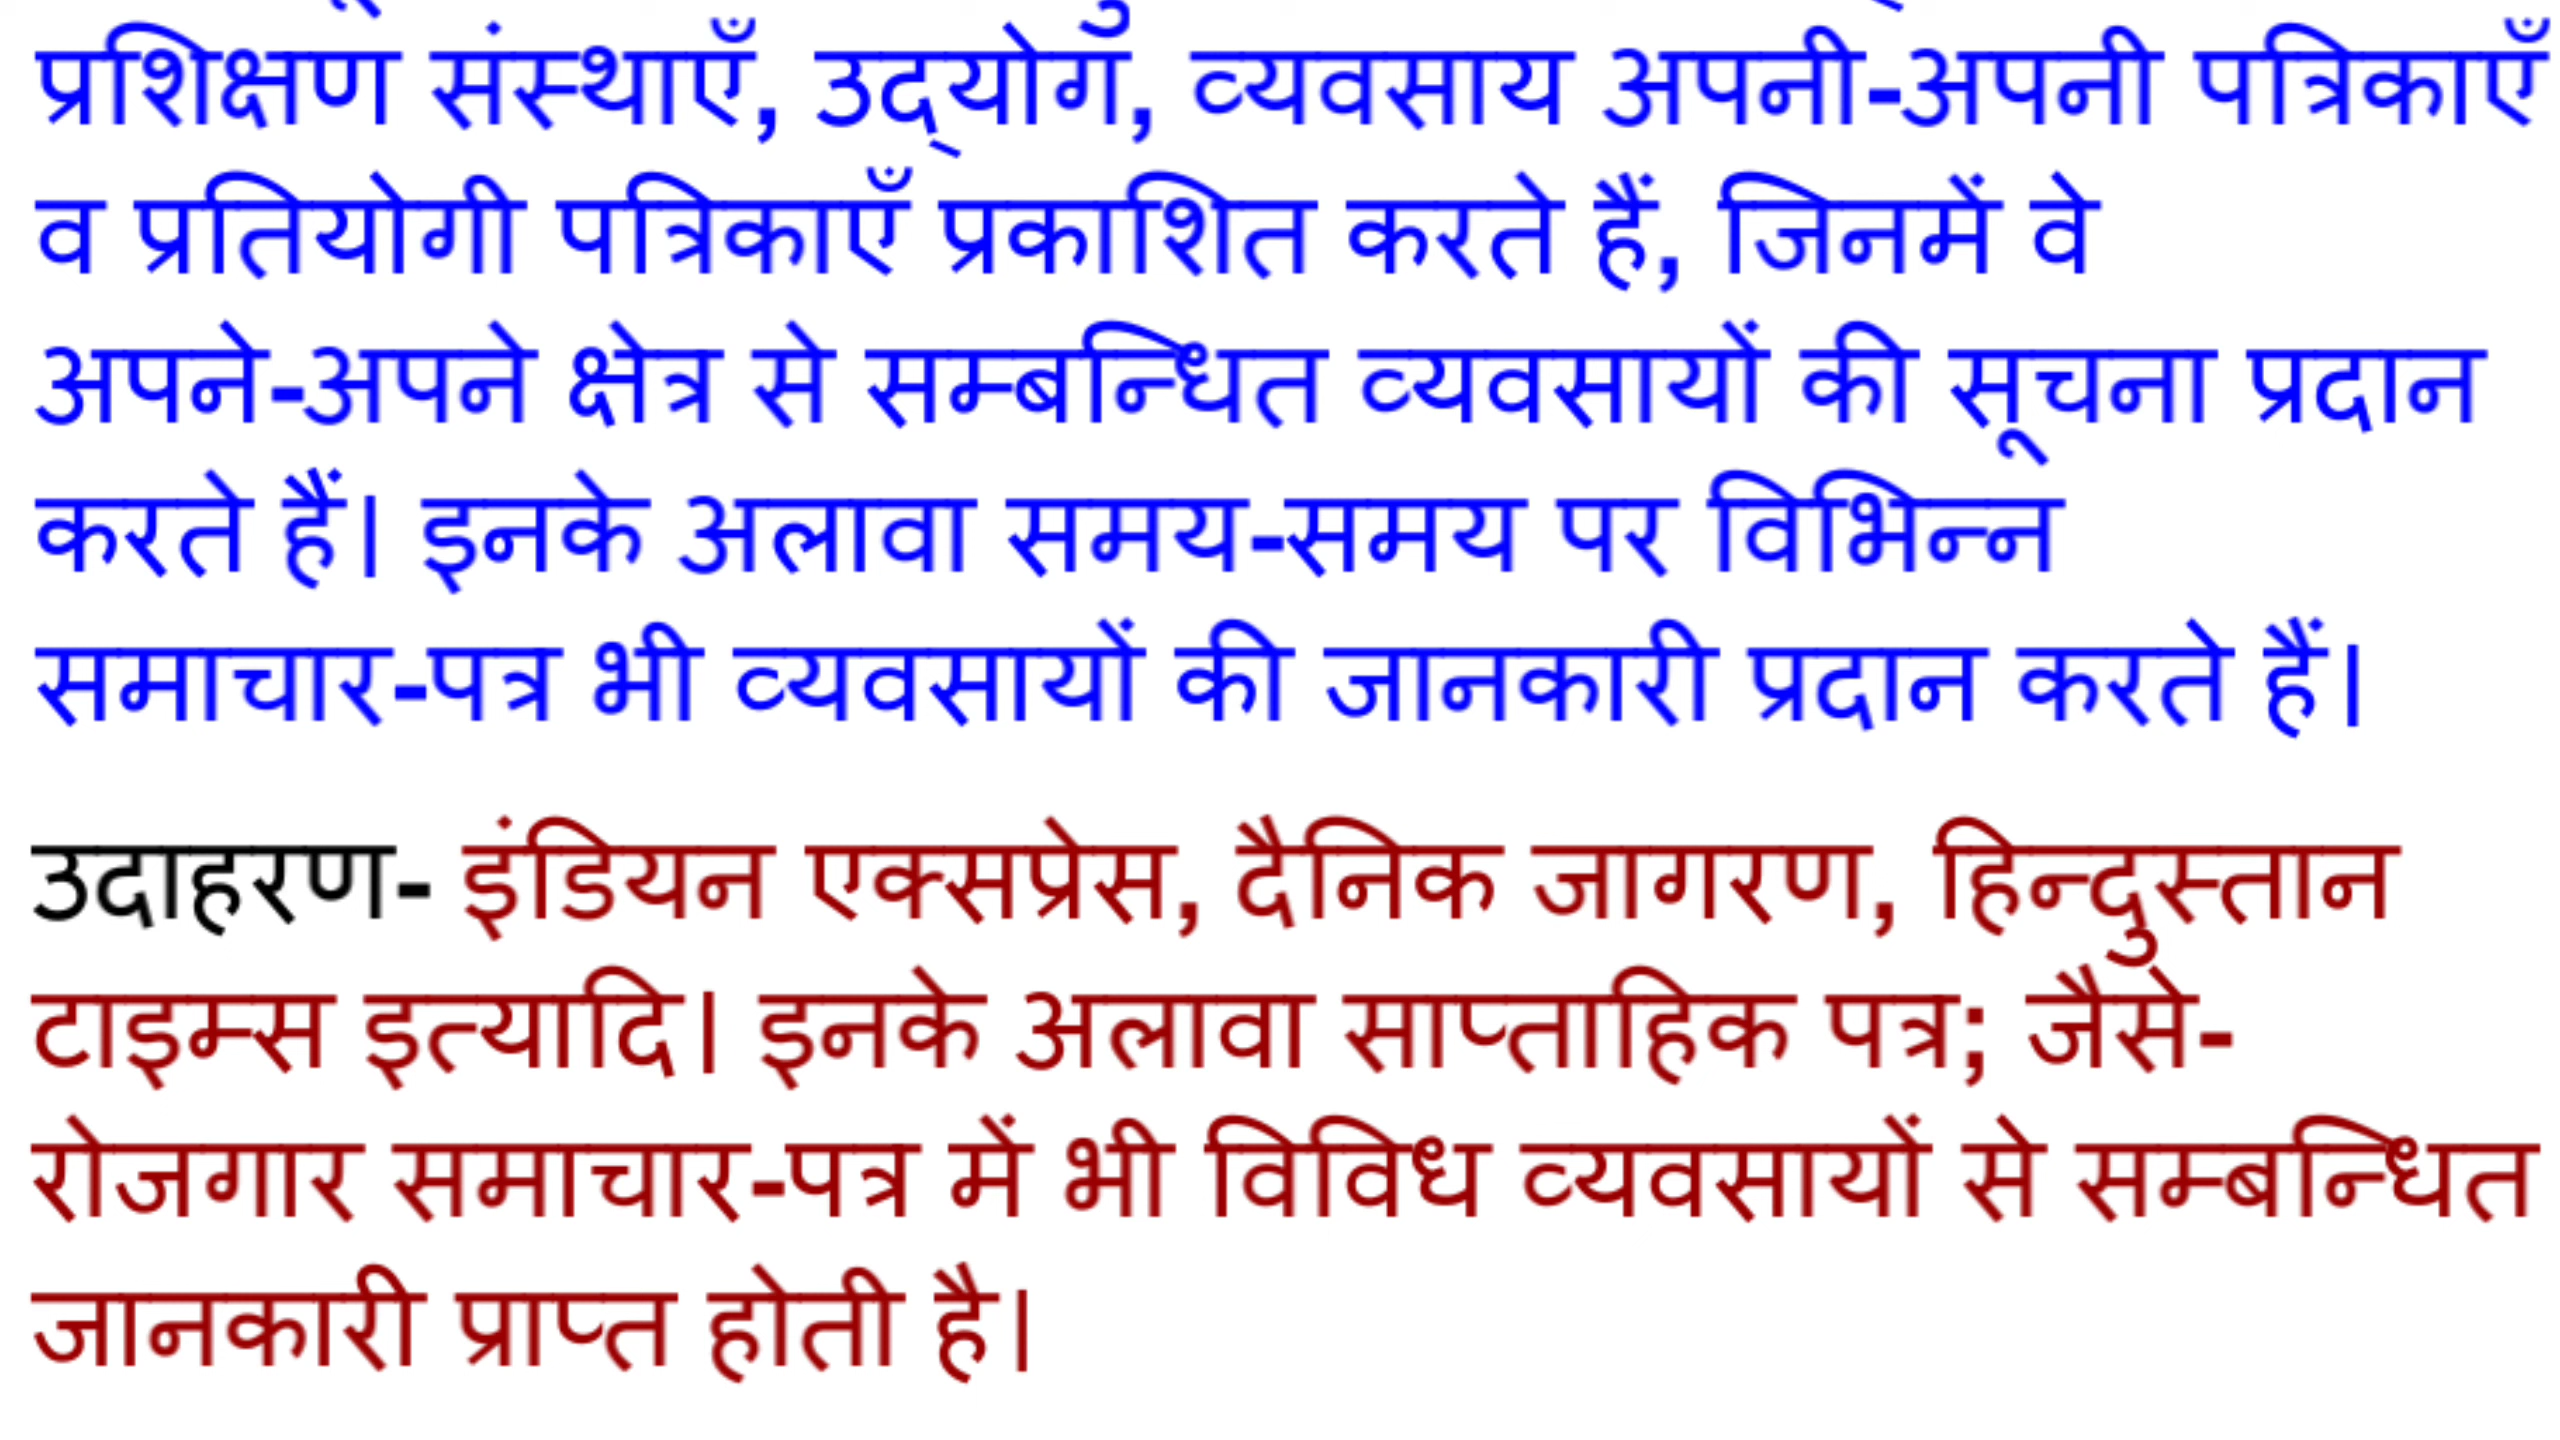 प्रशिक्षण संस्थाएँ, उद्योग, व्यवसाय अपनी-अपनी पत्रिकाएँ
व प्रतियोगी पत्रिकाएँ प्रकाशित करते हैं, जिनमें वे
अपने-अपने क्षेत्र से सम्बन्धित व्यवसायों की सूचना प्रदान
करते हैं। इनके अलावा समय-समय पर विभिन्न
समाचार-पत्र भी व्यवसायों की जानकारी प्रदान करते हैं।
उदाहरण- इंडियन एक्सप्रेस, दैनिक जागरण, हिन्दुस्तान
टाइम्स इत्यादि। इनके अलावा साप्ताहिक पत्र; जैसे-
रोजगार समाचार-पत्र में भी विविध व्यवसायों से सम्बन्धित
जानकारी प्राप्त होती है।